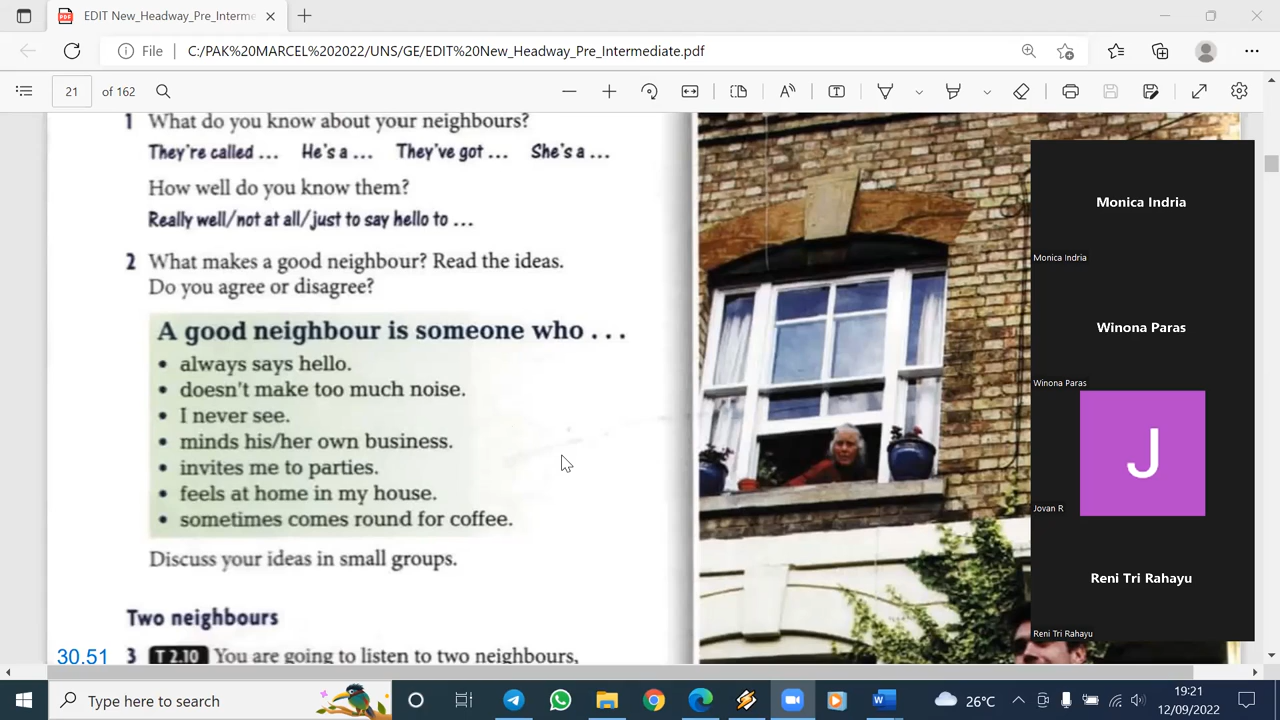 EDIT New_Headway_Pre_Interme
File
C:/PAK%20MARCEL%202022/UNS/GE/EDIT%20New_Headway_Pre_Intermediate.pdf
21 of 162
1 What do you know about your neighbours?
They're called ... He's a ... They've got ... She's a ...
How well do you know them?
Really well/not at all/just to say hello to ...
2 What makes a good neighbour? Read the ideas.
Do you agree or disagree?
A good neighbour is someone who ...
• always says hello.
• doesn't make too much noise.
• I never see.
• minds his/her own business.
• invites me to parties.
• feels at home in my house.
• sometimes comes round for coffee.
Discuss your ideas in small groups.
Two neighbours
30.51
3 T 2.10 You are going to listen to two neighbours,
Monica Indria
Monica Indria
Winona Paras
Winona Paras
J
Jovan R
Reni Tri Rahayu
Reni Tri Rahayu
Type here to search
26°C
19:21
12/09/2022